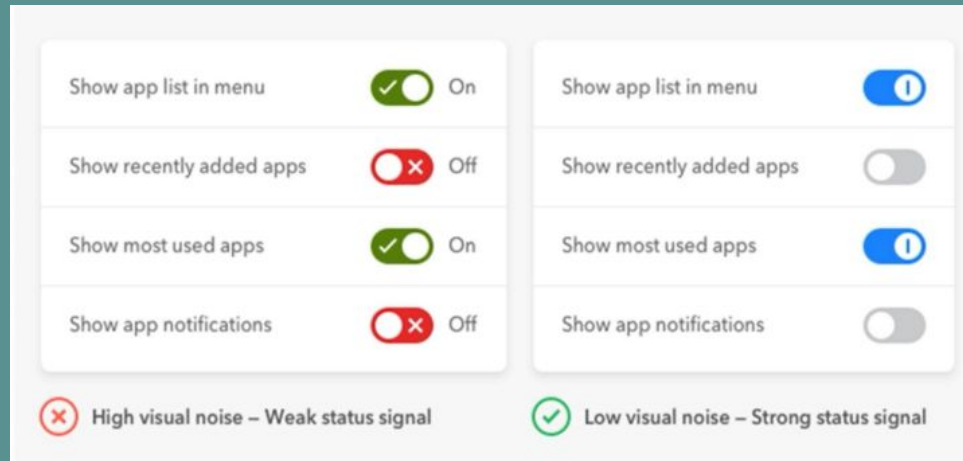 Show app list in menu On
Show recently added apps Off
Show most used apps On
Show app notifications Off
High visual noise – Weak status signal
Show app list in menu
Show recently added apps
Show most used apps
Show app notifications
Low visual noise – Strong status signal